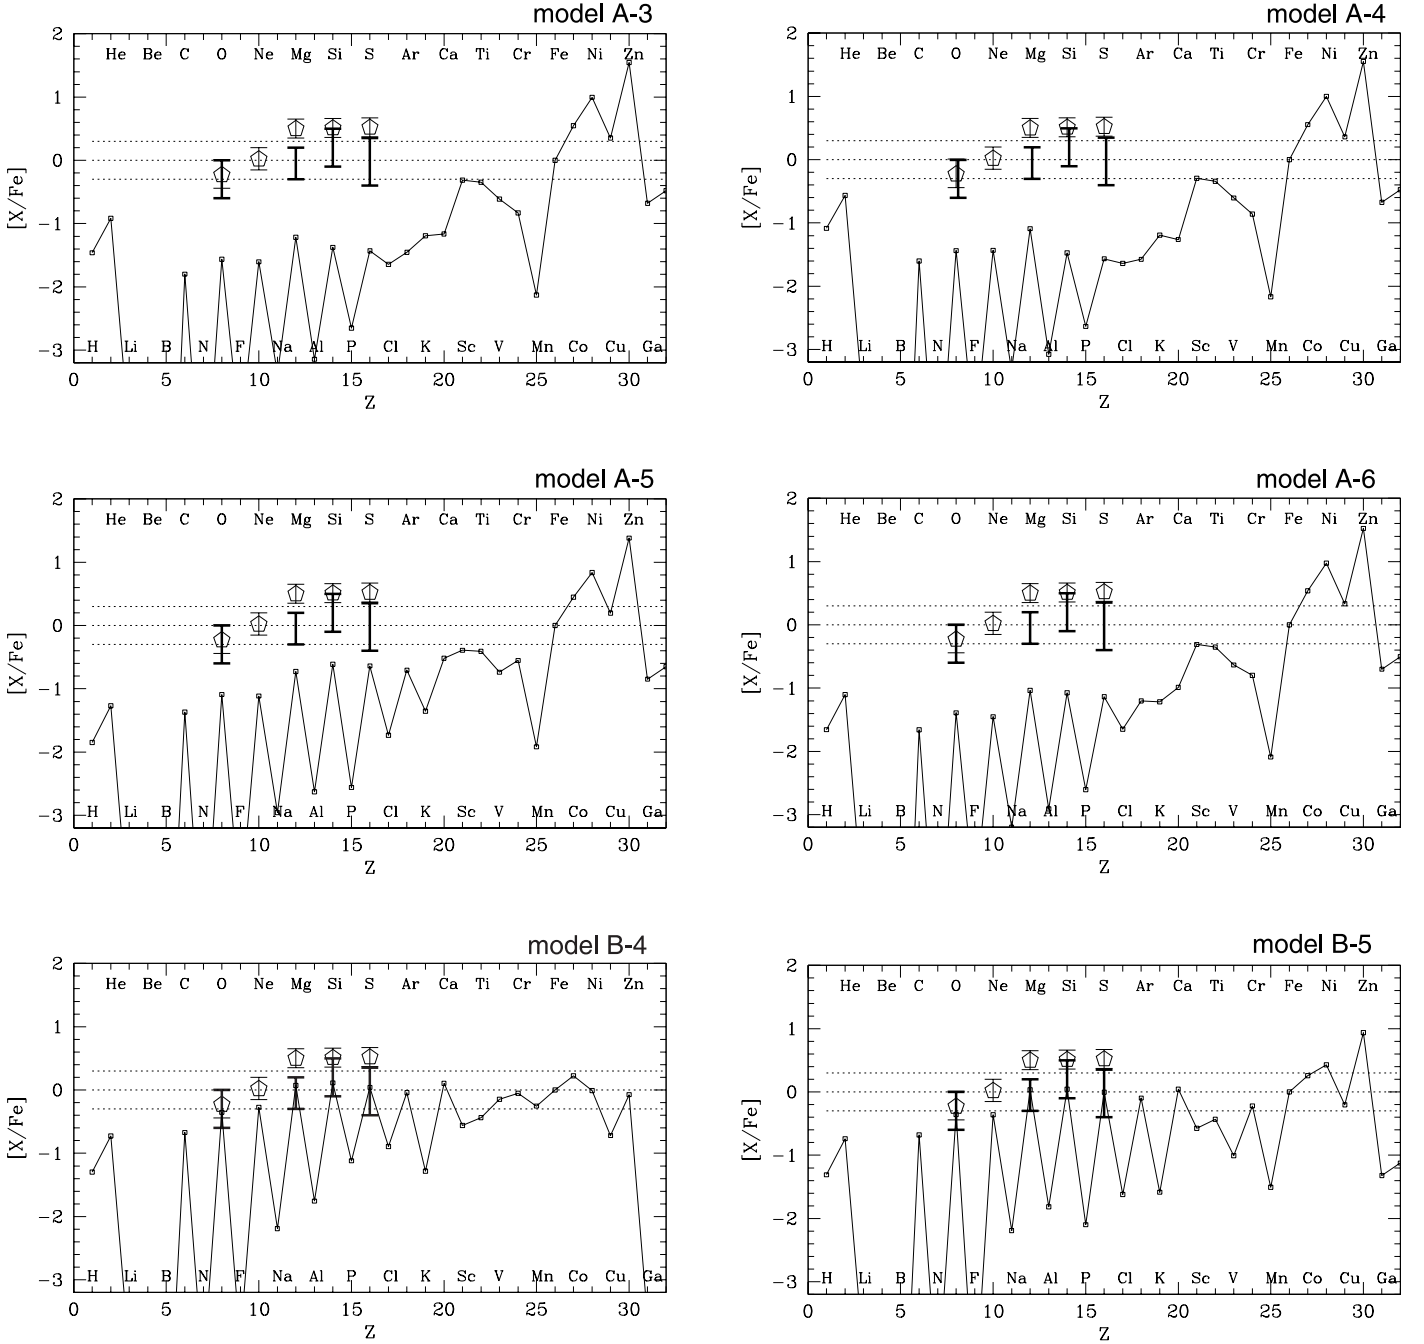 model A-3
2
He Be C O Ne Mg Si S Ar Ca Ti Cr Fe Ni Zn
1
0
[X/Fe]
−1
−2
−3
H Li B N F Na Al P Cl K Sc V Mn Co Cu Ga
0 5 10 15 20 25 30
Z
model A-4
2
He Be C O Ne Mg Si S Ar Ca Ti Cr Fe Ni Zn
1
0
[X/Fe]
−1
−2
−3
H Li B N F Na Al P Cl K Sc V Mn Co Cu Ga
0 5 10 15 20 25 30
Z
model A-5
2
He Be C O Ne Mg Si S Ar Ca Ti Cr Fe Ni Zn
1
0
[X/Fe]
−1
−2
−3
H Li B N F Na Al P Cl K Sc V Mn Co Cu Ga
0 5 10 15 20 25 30
Z
model A-6
2
He Be C O Ne Mg Si S Ar Ca Ti Cr Fe Ni Zn
1
0
[X/Fe]
−1
−2
−3
H Li B N F Na Al P Cl K Sc V Mn Co Cu Ga
0 5 10 15 20 25 30
Z
model B-4
2
He Be C O Ne Mg Si S Ar Ca Ti Cr Fe Ni Zn
1
0
[X/Fe]
−1
−2
−3
H Li B N F Na Al P Cl K Sc V Mn Co Cu Ga
0 5 10 15 20 25 30
Z
model B-5
2
He Be C O Ne Mg Si S Ar Ca Ti Cr Fe Ni Zn
1
0
[X/Fe]
−1
−2
−3
H Li B N F Na Al P Cl K Sc V Mn Co Cu Ga
0 5 10 15 20 25 30
Z